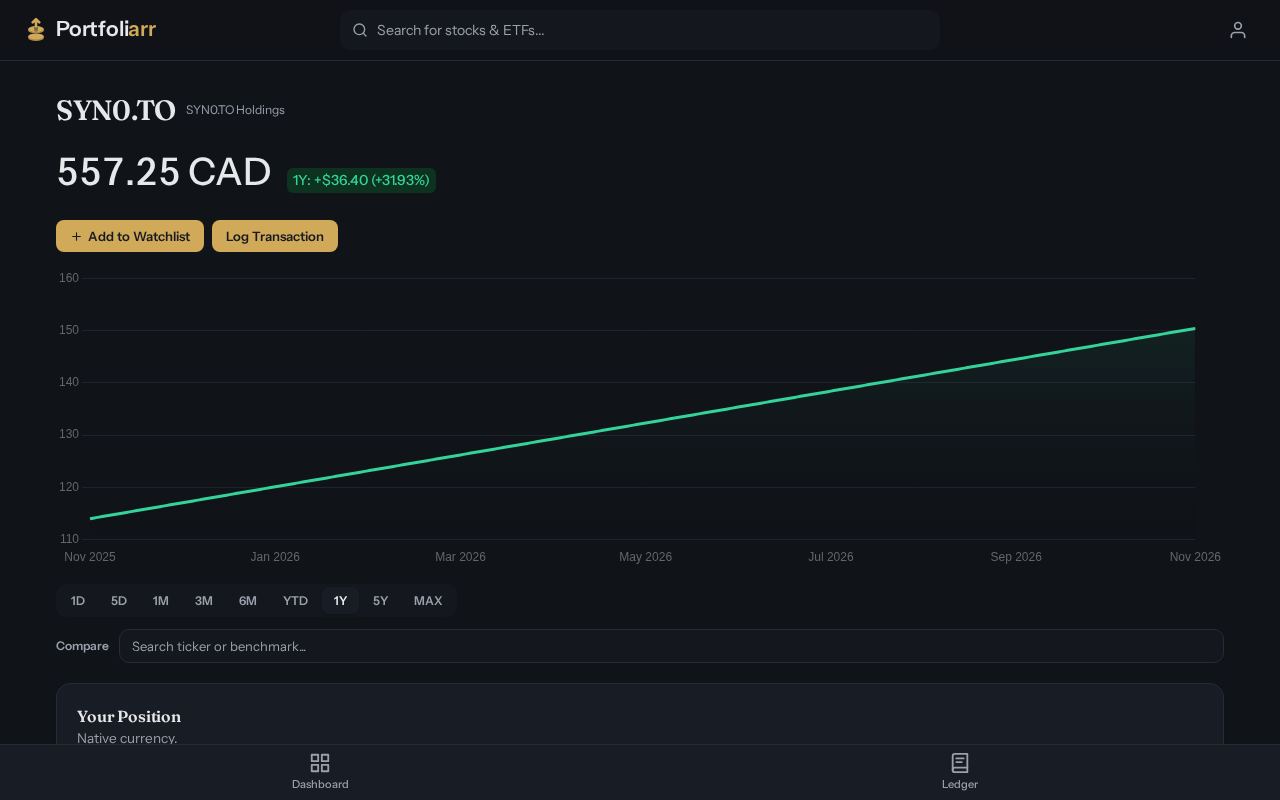 Portfoliarr
Search for stocks & ETFs...
SYN0.TO SYN0.TO Holdings
557.25 CAD 1Y: +$36.40 (+31.93%)
+ Add to Watchlist Log Transaction
160
150
140
130
120
110
Nov 2025 Jan 2026 Mar 2026 May 2026 Jul 2026 Sep 2026 Nov 2026
1D 5D 1M 3M 6M YTD 1Y 5Y MAX
Compare Search ticker or benchmark...
Your Position
Native currency.
Dashboard Ledger